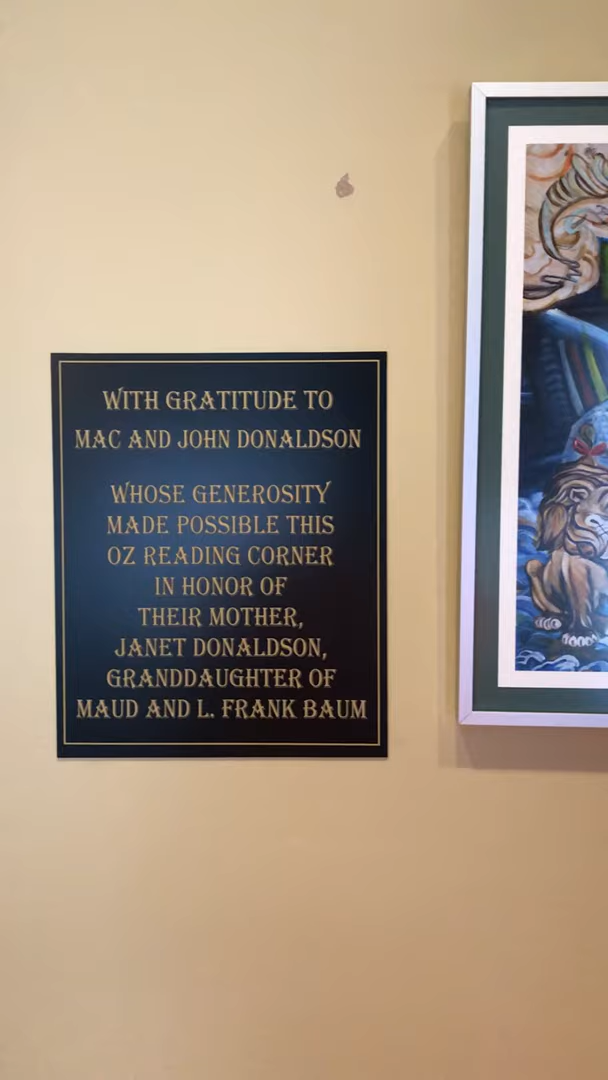 WITH GRATITUDE TO
MAC AND JOHN DONALDSON
WHOSE GENEROSITY
MADE POSSIBLE THIS
OZ READING CORNER
IN HONOR OF
THEIR MOTHER,
JANET DONALDSON,
GRANDDAUGHTER OF
MAUD AND L. FRANK BAUM